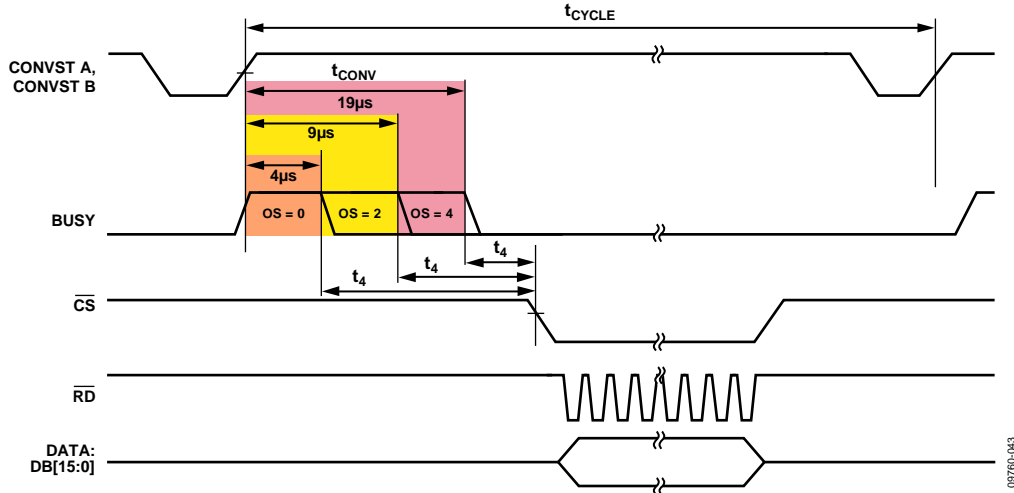 tCYCLE
CONVST A,
CONVST B
tCONV
19µs
9µs
4µs
BUSY
OS = 0
OS = 2
OS = 4
t4
t4
t4
CS
RD
DATA:
DB[15:0]
09760-043